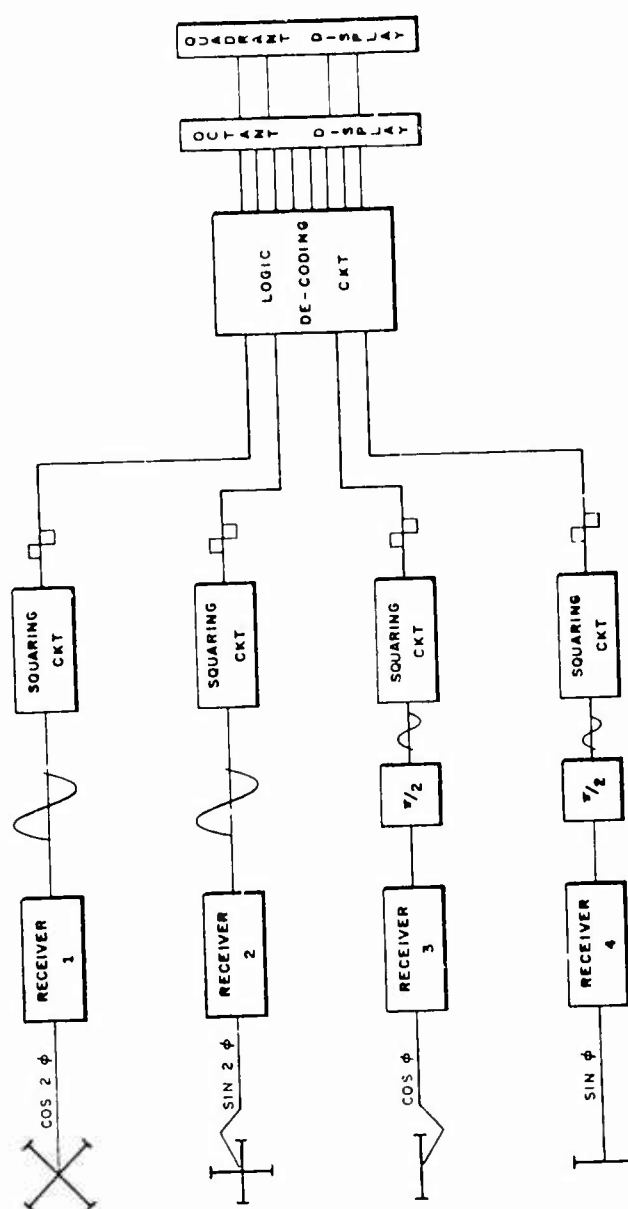 COS 2 ϕ
RECEIVER
1
SQUARING
CKT
SIN 2 ϕ
RECEIVER
2
SQUARING
CKT
COS ϕ
RECEIVER
3
π/2
SQUARING
CKT
SIN ϕ
RECEIVER
4
π/2
SQUARING
CKT
LOGIC
DE-CODING
CKT
OCTANT DISPLAY
QUADRANT DISPLAY